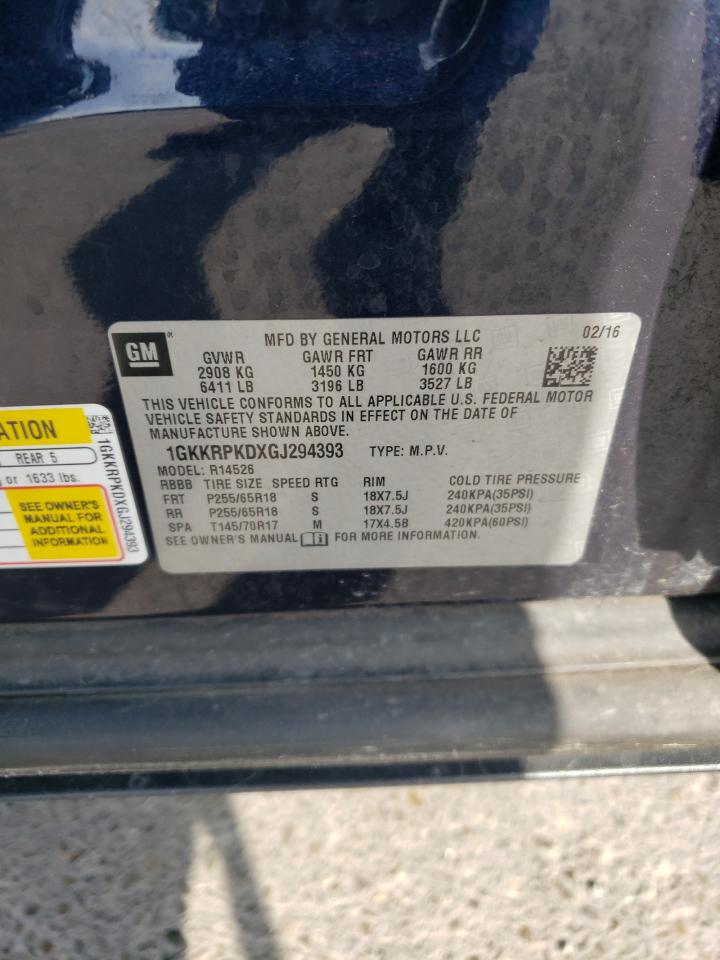 GM
MFD BY GENERAL MOTORS LLC 02/16
GVWR GAWR FRT GAWR RR
2908 KG 1450 KG 1600 KG
6411 LB 3196 LB 3527 LB
THIS VEHICLE CONFORMS TO ALL APPLICABLE U.S. FEDERAL MOTOR
VEHICLE SAFETY STANDARDS IN EFFECT ON THE DATE OF
MANUFACTURE SHOWN ABOVE.
1GKKRPKDXGJ294393 TYPE: M.P.V.
MODEL: R14526
RBBB TIRE SIZE SPEED RTG RIM COLD TIRE PRESSURE
FRT P255/65R18 S 18X7.5J 240KPA(35PSI)
RR P255/65R18 S 18X7.5J 240KPA(35PSI)
SPA T145/70R17 M 17X4.5B 420KPA(60PSI)
SEE OWNER'S MANUAL i FOR MORE INFORMATION.
ATION
REAR 5
or 1633 lbs.
SEE OWNER'S
MANUAL FOR
ADDITIONAL
INFORMATION
1GKKRPKDXGJ294393